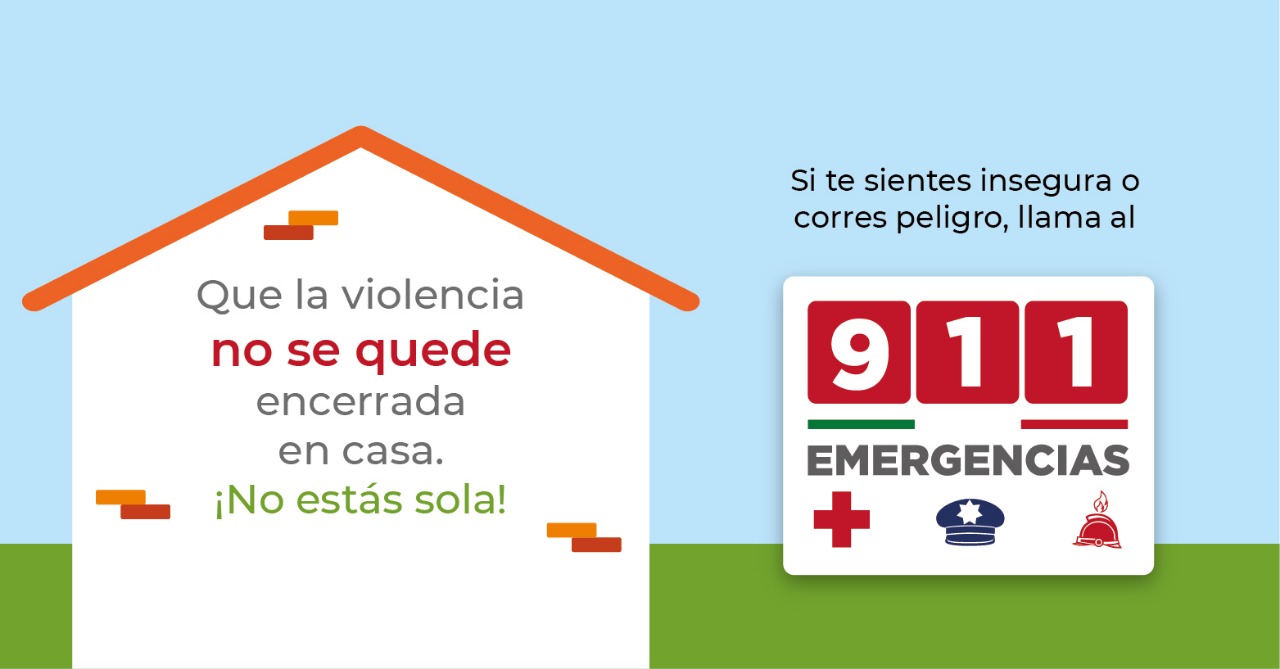 Que la violencia
no se quede
encerrada
en casa.
¡No estás sola!
Si te sientes insegura o
corres peligro, llama al
911
EMERGENCIAS